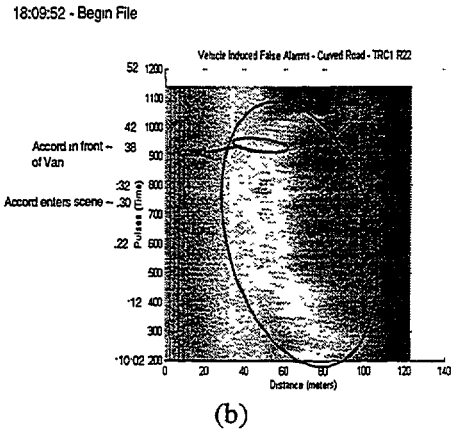 18:09:52 - Begin File
Vehicle Induced False Alarms - Curved Road - TRC1 R22
52 1200
1100
42
1000
Accord in front ~ 38
of Van
900
:32
800
Accord enters scene ~ .30
700
.22
600
500
-12
400
300
-10-02 200
Pulses (Time)
0 20 40 60 80 100 120 140
Distance (meters)
(b)